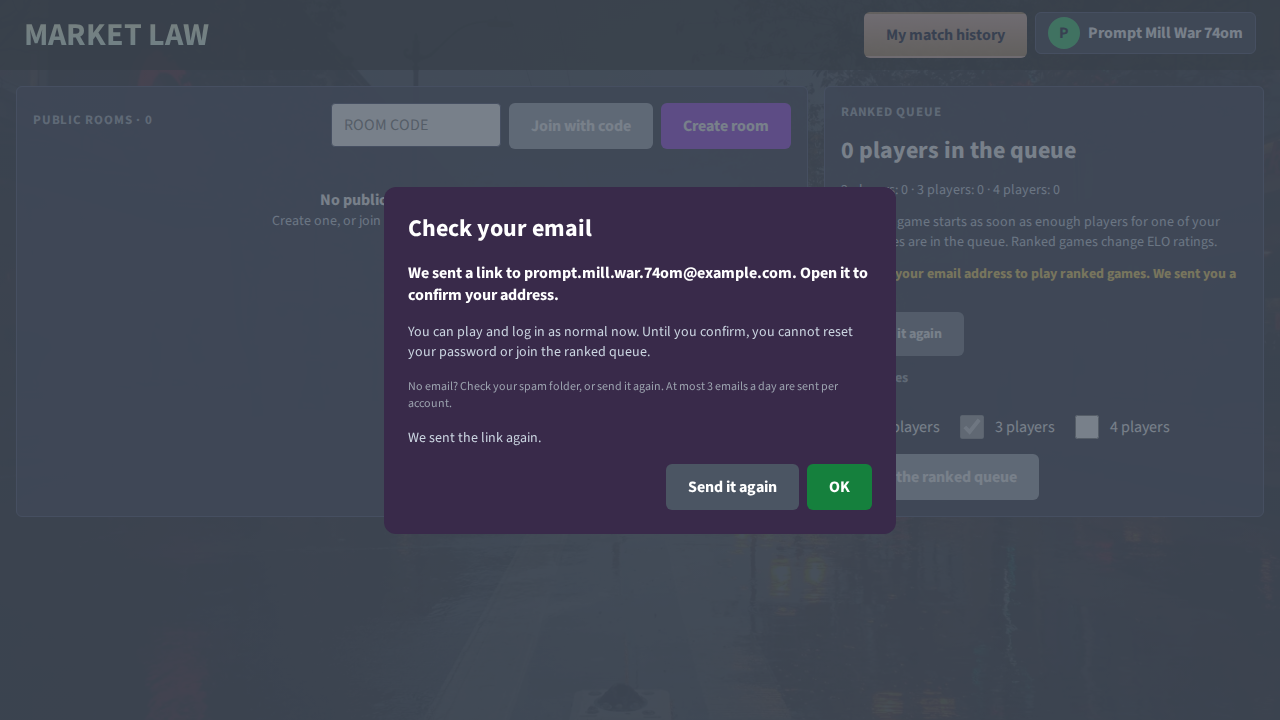 MARKET LAW
My match history
P
Prompt Mill War 74om
PUBLIC ROOMS · 0
ROOM CODE
Join with code
Create room
No public
Create one, or join
RANKED QUEUE
0 players in the queue
: 0 · 3 players: 0 · 4 players: 0
game starts as soon as enough players for one of your
are in the queue. Ranked games change ELO ratings.
your email address to play ranked games. We sent you a
it again
players
3 players
4 players
the ranked queue
Check your email
We sent a link to prompt.mill.war.74om@example.com. Open it to
confirm your address.
You can play and log in as normal now. Until you confirm, you cannot reset
your password or join the ranked queue.
No email? Check your spam folder, or send it again. At most 3 emails a day are sent per
account.
We sent the link again.
Send it again
OK